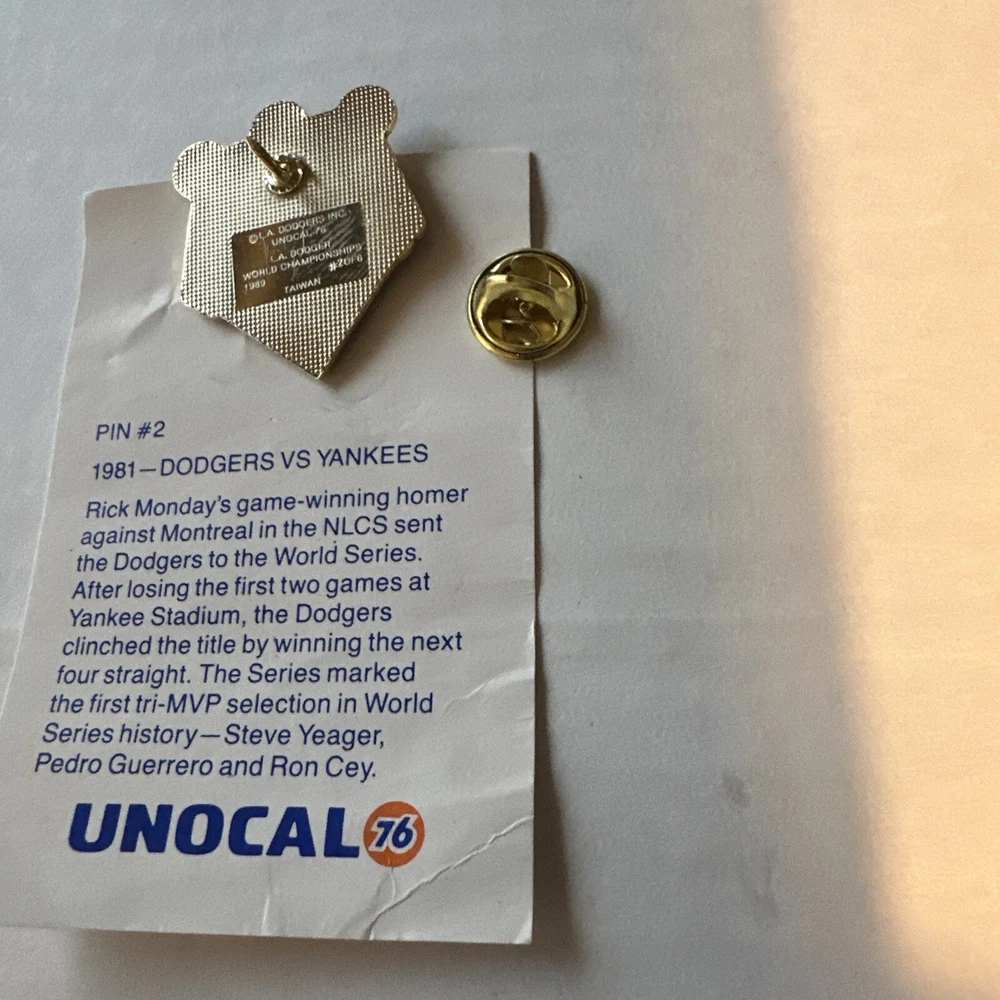 ©L.A. DODGERS INC.
UNOCAL 76
L.A. DODGER
WORLD CHAMPIONSHIPS
#2OF6
1989 TAIWAN
PIN #2
1981—DODGERS VS YANKEES
Rick Monday's game-winning homer
against Montreal in the NLCS sent
the Dodgers to the World Series.
After losing the first two games at
Yankee Stadium, the Dodgers
clinched the title by winning the next
four straight. The Series marked
the first tri-MVP selection in World
Series history—Steve Yeager,
Pedro Guerrero and Ron Cey.
UNOCAL 76